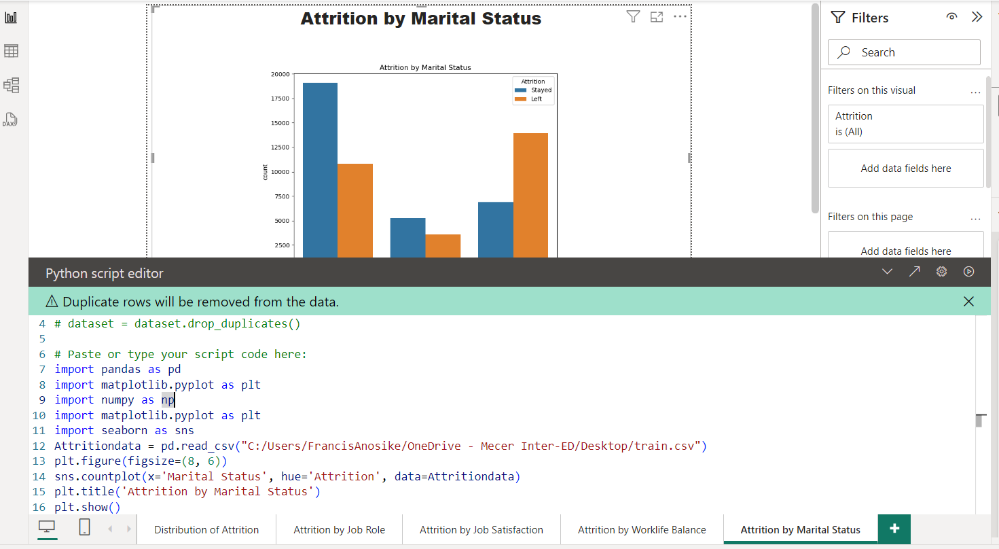 Attrition by Marital Status
Attrition by Marital Status
20000
17500
15000
12500
10000
7500
5000
2500
count
Attrition
Stayed
Left
Filters
Search
Filters on this visual
...
Attrition
is (All)
Add data fields here
Filters on this page
...
Add data fields here
DAX
Python script editor
Duplicate rows will be removed from the data.
4 # dataset = dataset.drop_duplicates()
5
6 # Paste or type your script code here:
7 import pandas as pd
8 import matplotlib.pyplot as plt
9 import numpy as np
10 import matplotlib.pyplot as plt
11 import seaborn as sns
12 Attritiondata = pd.read_csv("C:/Users/FrancisAnosike/OneDrive - Mecer Inter-ED/Desktop/train.csv")
13 plt.figure(figsize=(8, 6))
14 sns.countplot(x='Marital Status', hue='Attrition', data=Attritiondata)
15 plt.title('Attrition by Marital Status')
16 plt.show()
Distribution of Attrition
Attrition by Job Role
Attrition by Job Satisfaction
Attrition by Worklife Balance
Attrition by Marital Status
+